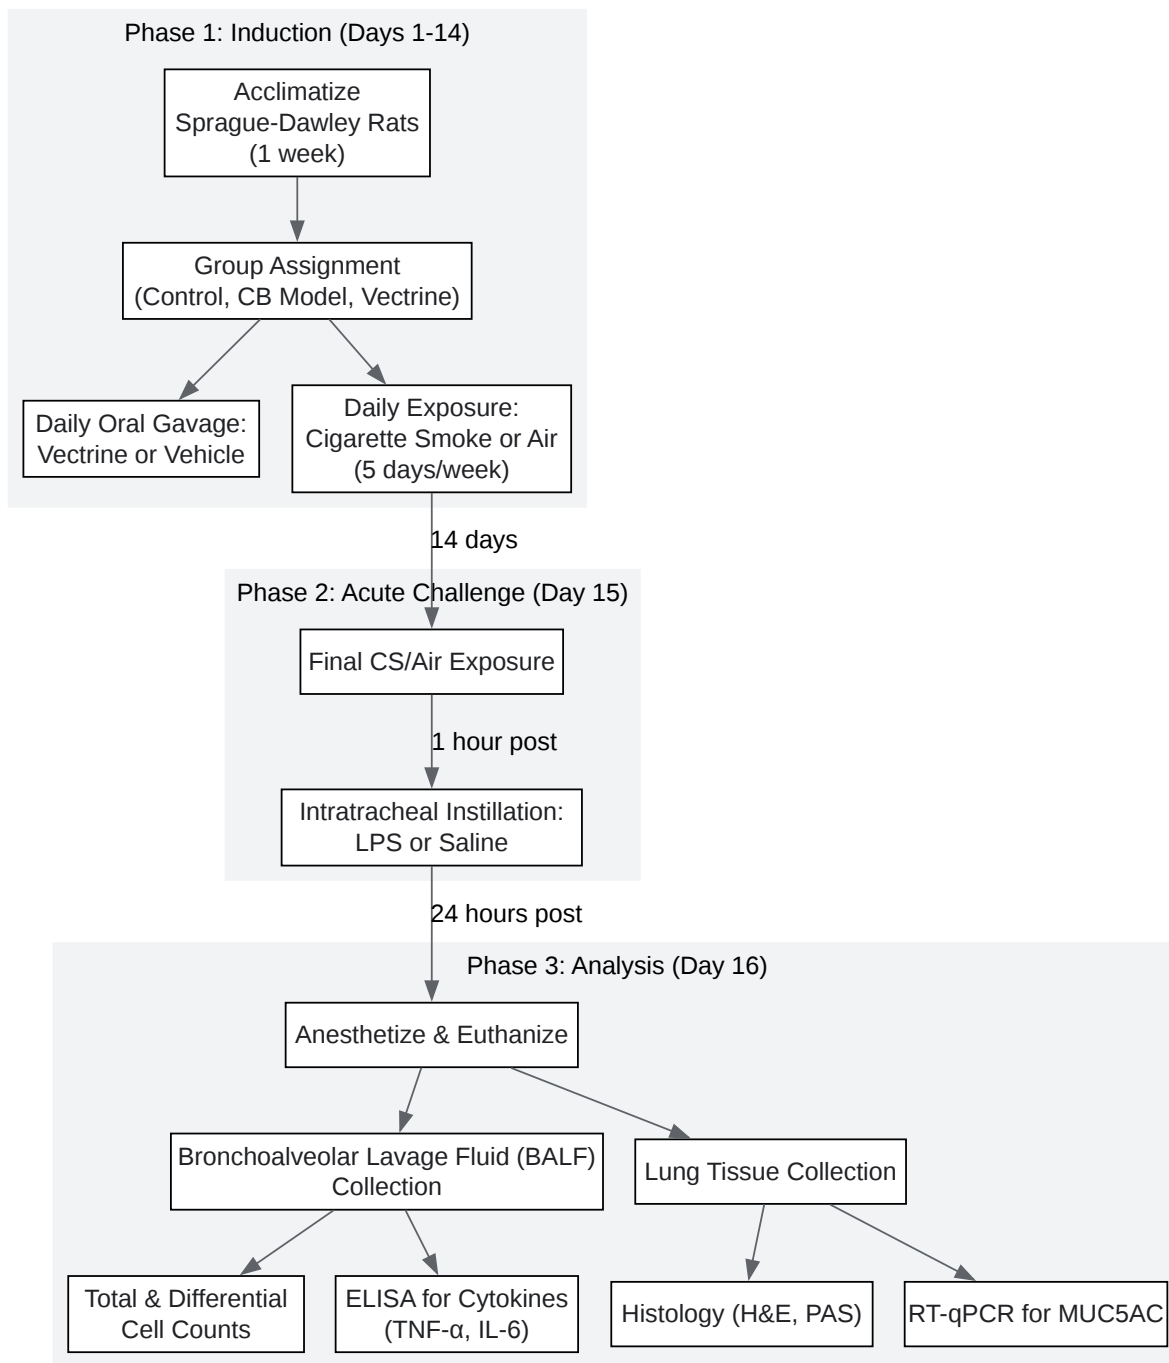 Phase 1: Induction (Days 1-14)
Acclimatize
Sprague-Dawley Rats
(1 week)
Group Assignment
(Control, CB Model, Vectrine)
Daily Oral Gavage:
Vectrine or Vehicle
Daily Exposure:
Cigarette Smoke or Air
(5 days/week)
14 days
Phase 2: Acute Challenge (Day 15)
Final CS/Air Exposure
1 hour post
Intratracheal Instillation:
LPS or Saline
24 hours post
Phase 3: Analysis (Day 16)
Anesthetize & Euthanize
Bronchoalveolar Lavage Fluid (BALF)
Collection
Lung Tissue Collection
Total & Differential
Cell Counts
ELISA for Cytokines
(TNF-α, IL-6)
Histology (H&E, PAS)
RT-qPCR for MUC5AC